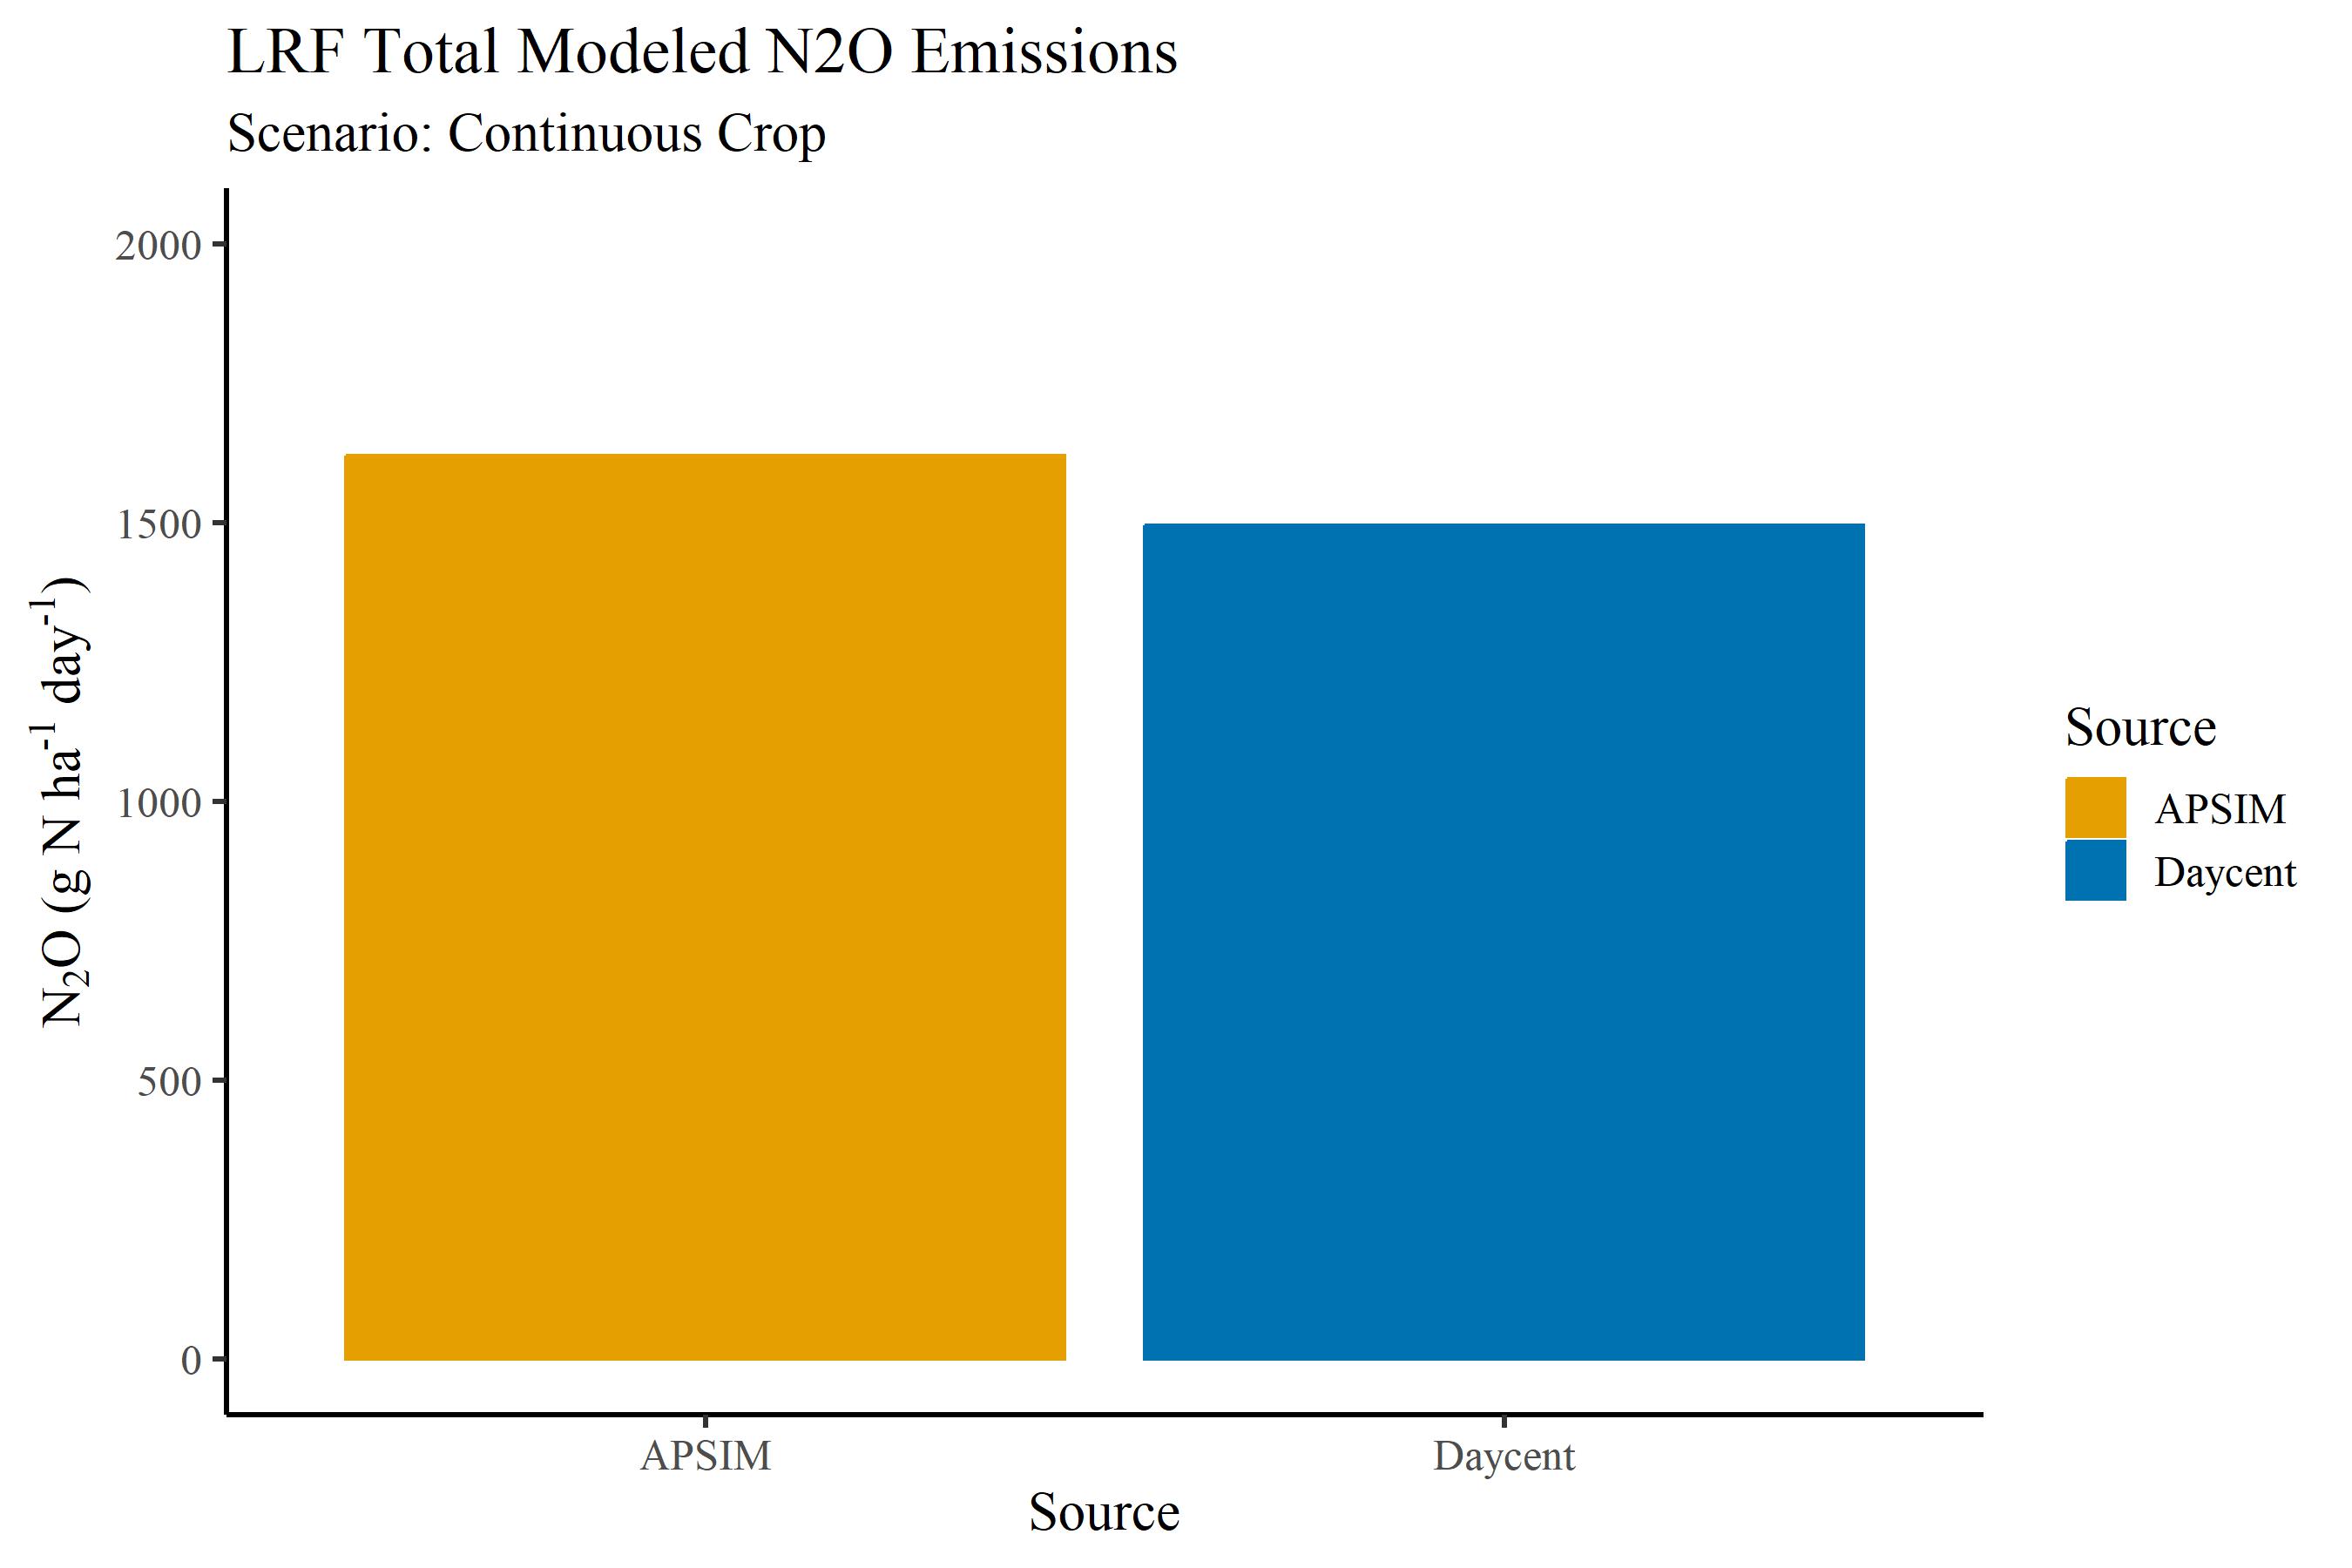 LRF Total Modeled N2O Emissions
Scenario: Continuous Crop
2000
1500
1000
500
0
N₂O (g N ha⁻¹ day⁻¹)
APSIM
Daycent
Source
Source
APSIM
Daycent